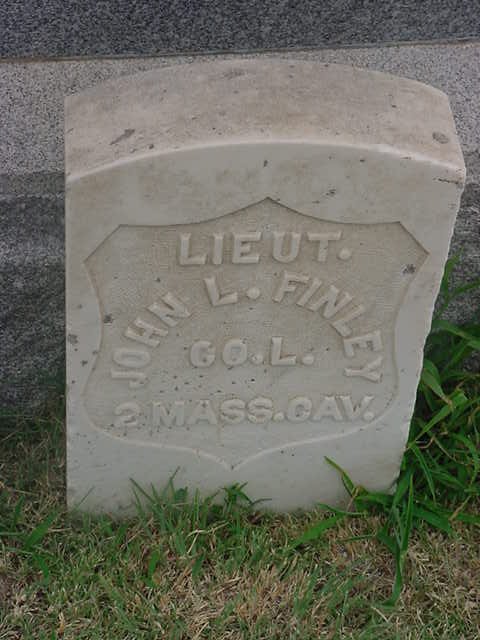 LIEUT.
JOHN L. FINLEY
CO. L.
2 MASS. CAV.